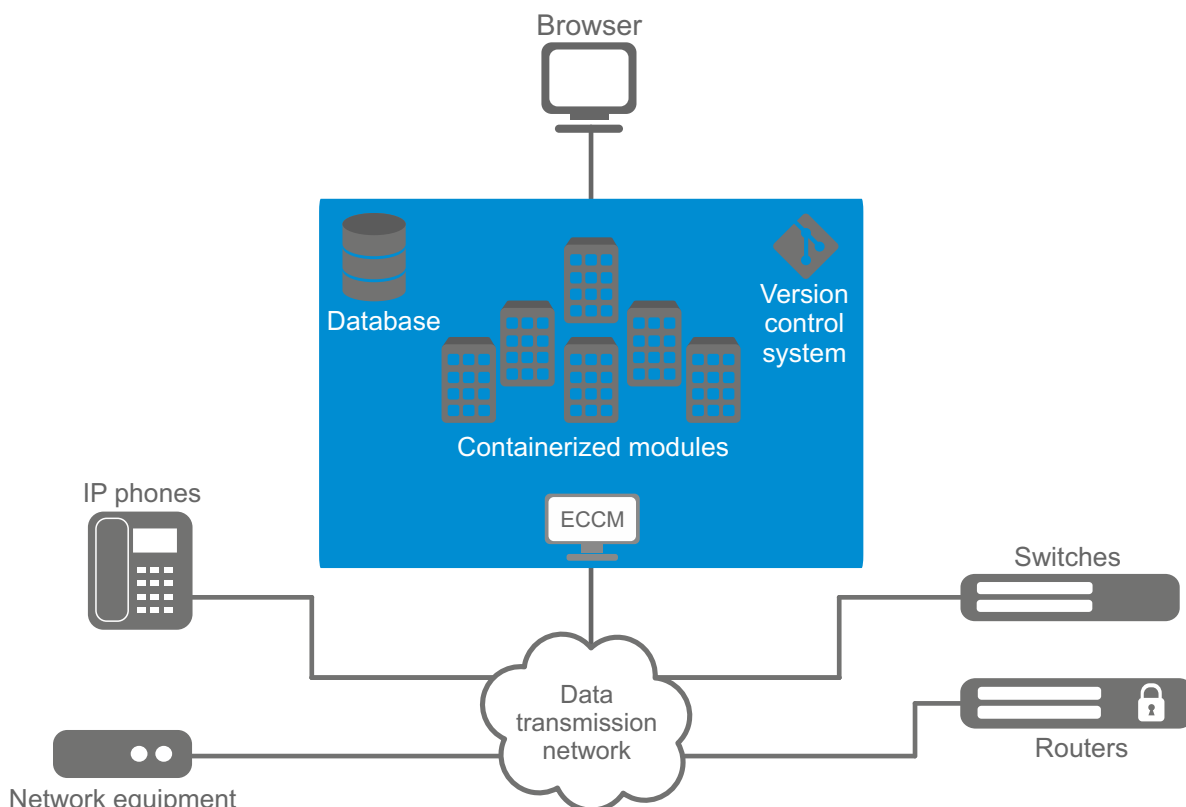 Browser
Database
Version
control
system
Containerized modules
ECCM
IP phones
Switches
Data
transmission
network
Routers
Network equipment